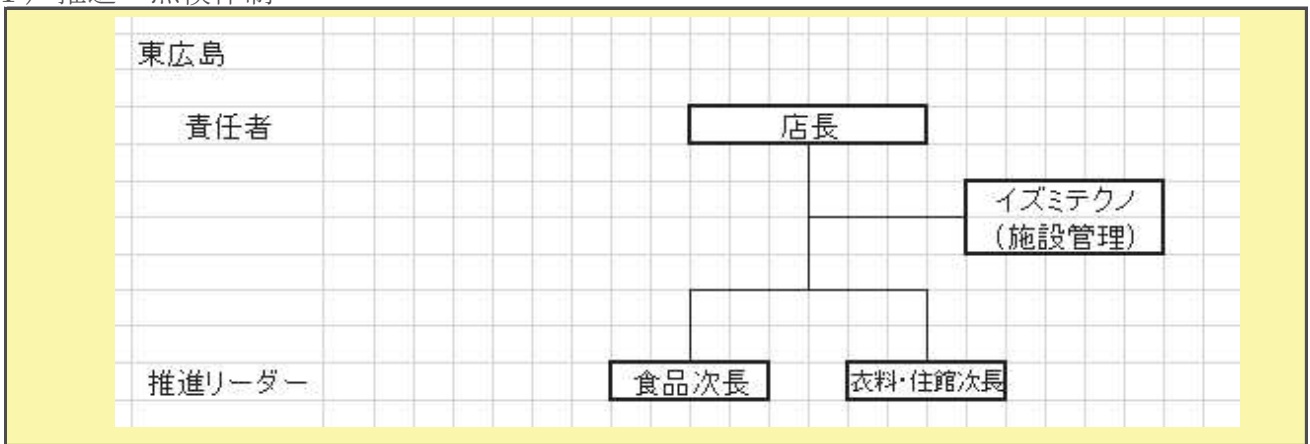 東広島
責任者
店長
イズミテクノ
(施設管理)
推進リーダー
食品次長
衣料・住館次長